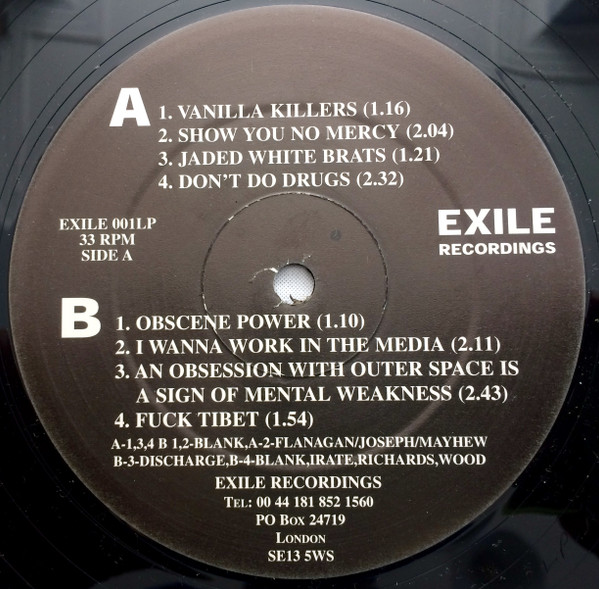 A
1. VANILLA KILLERS (1.16)
2. SHOW YOU NO MERCY (2.04)
3. JADED WHITE BRATS (1.21)
4. DON'T DO DRUGS (2.32)
EXILE 001LP
33 RPM
SIDE A
EXILE
RECORDINGS
B
1. OBSCENE POWER (1.10)
2. I WANNA WORK IN THE MEDIA (2.11)
3. AN OBSESSION WITH OUTER SPACE IS
A SIGN OF MENTAL WEAKNESS (2.43)
4. FUCK TIBET (1.54)
A-1,3,4 B 1,2-BLANK,A-2-FLANAGAN/JOSEPH/MAYHEW
B-3-DISCHARGE,B-4-BLANK,IRATE,RICHARDS,WOOD
EXILE RECORDINGS
TEL: 00 44 181 852 1560
PO BOX 24719
LONDON
SE13 5WS